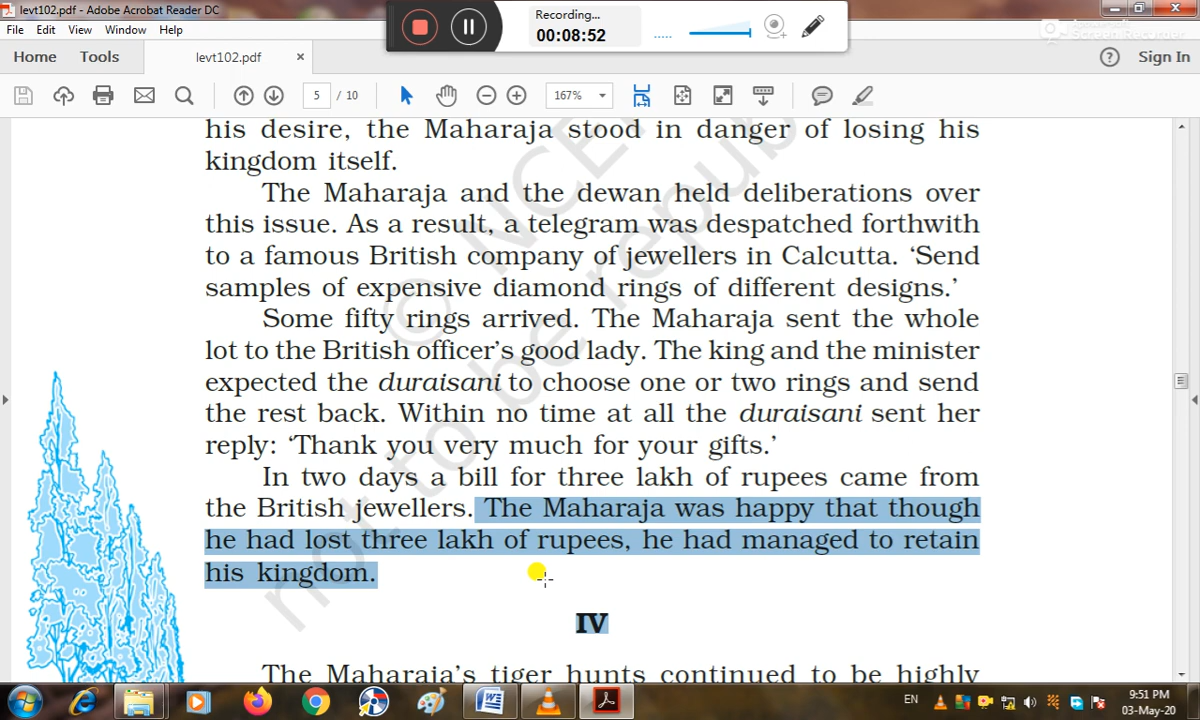 levt102.pdf - Adobe Acrobat Reader DC
Recording...
00:08:52
File Edit View Window Help
Home Tools levt102.pdf × Sign In
5 / 10 167%
his desire, the Maharaja stood in danger of losing his
kingdom itself.
The Maharaja and the dewan held deliberations over
this issue. As a result, a telegram was despatched forthwith
to a famous British company of jewellers in Calcutta. ‘Send
samples of expensive diamond rings of different designs.’
Some fifty rings arrived. The Maharaja sent the whole
lot to the British officer’s good lady. The king and the minister
expected the duraisani to choose one or two rings and send
the rest back. Within no time at all the duraisani sent her
reply: ‘Thank you very much for your gifts.’
In two days a bill for three lakh of rupees came from
the British jewellers. The Maharaja was happy that though
he had lost three lakh of rupees, he had managed to retain
his kingdom.
IV
The Maharaja’s tiger hunts continued to be highly
© NCE
not to be republ
EN
9:51 PM
03-May-20